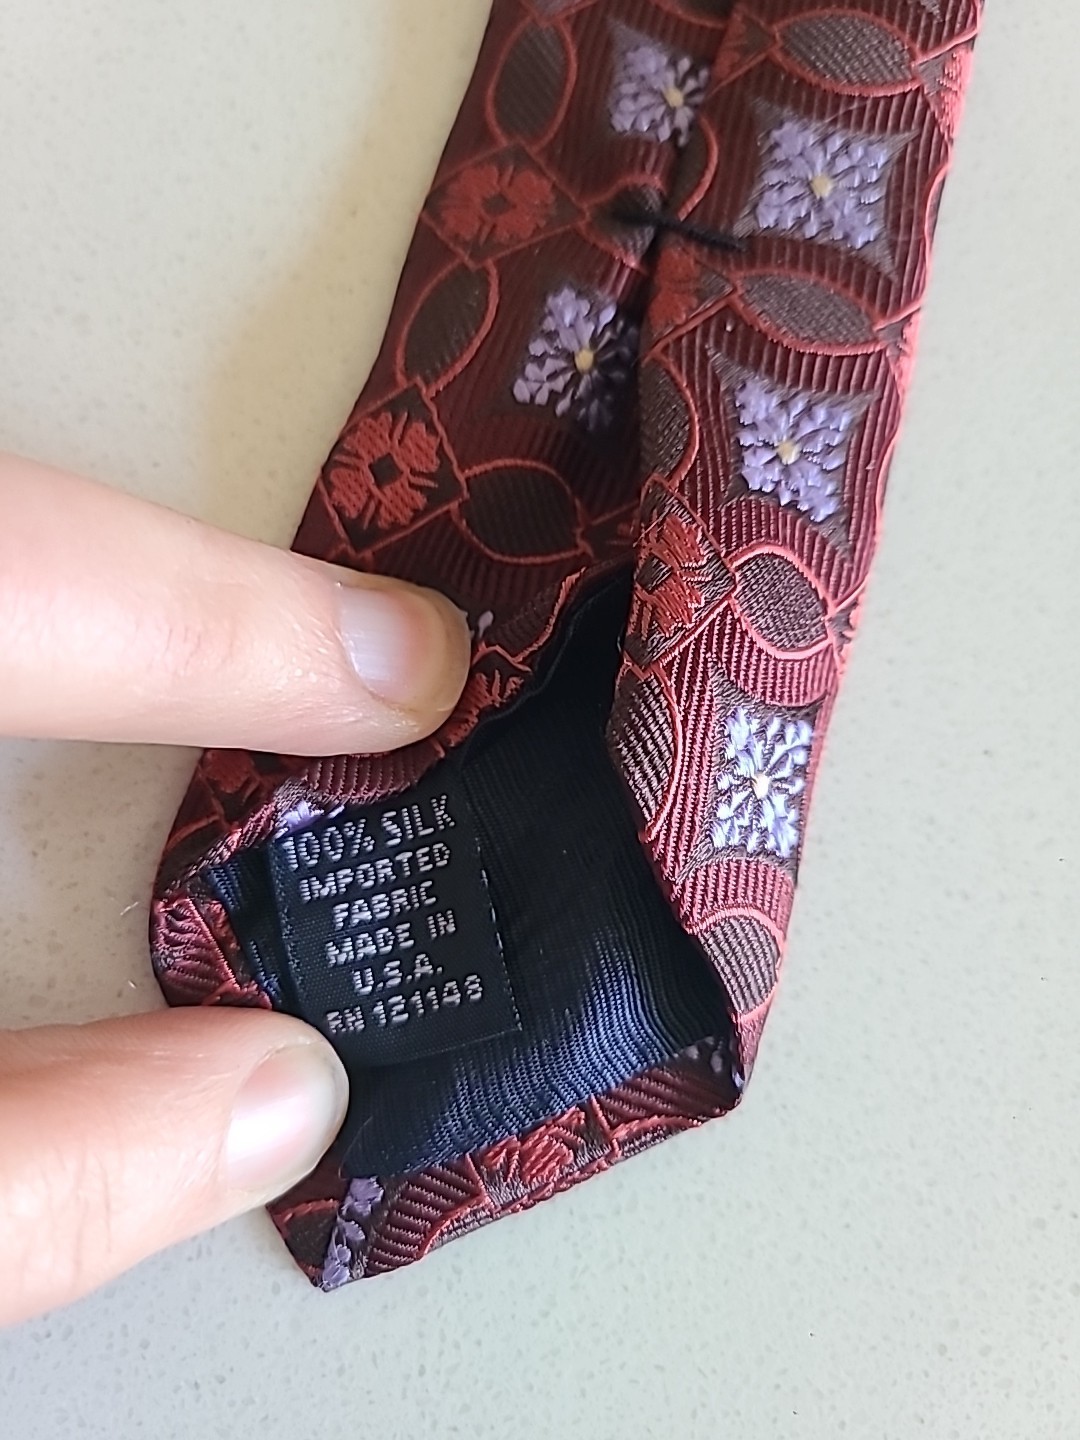 100% SILK
IMPORTED
FABRIC
MADE IN
U.S.A.
RN 121148